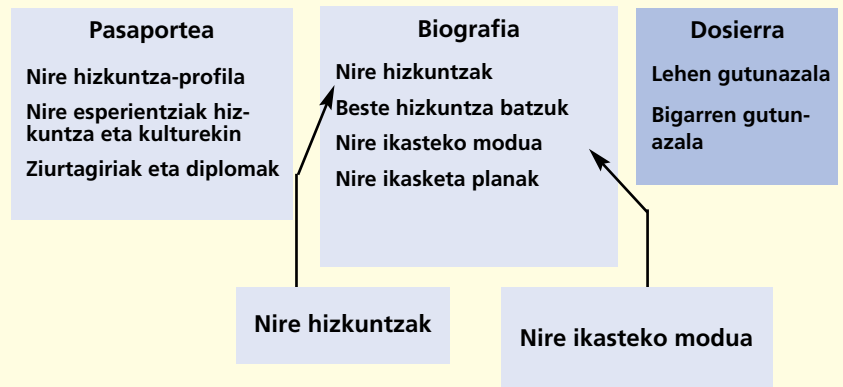 Pasaportea
Nire hizkuntza-profila
Nire esperientziak hiz-
kuntza eta kulturekin
Ziurtagiriak eta diplomak
Biografia
Nire hizkuntzak
Beste hizkuntza batzuk
Nire ikasteko modua
Nire ikasketa planak
Dosierra
Lehen gutunazala
Bigarren gutun-
azala
Nire hizkuntzak
Nire ikasteko modua